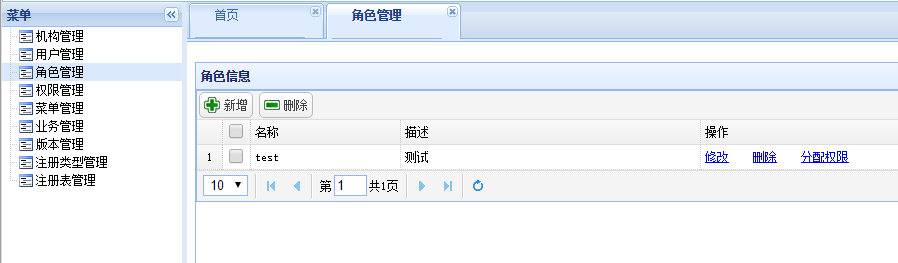 菜单
机构管理
用户管理
角色管理
权限管理
菜单管理
业务管理
版本管理
注册类型管理
注册表管理
首页 角色管理
角色信息
新增 删除
名称 描述 操作
1 test 测试 修改 删除 分配权限
10 第 1 共1页